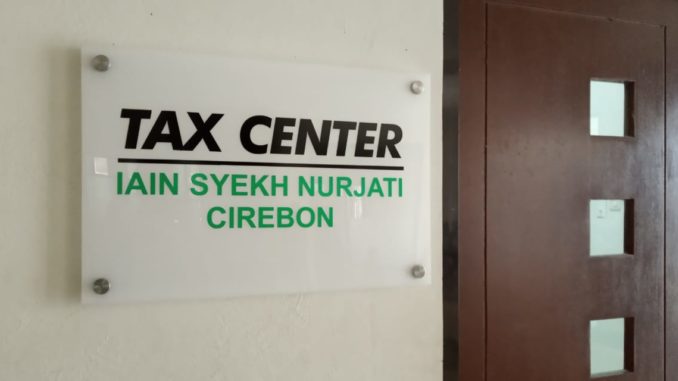 TAX CENTER
IAIN SYEKH NURJATI
CIREBON